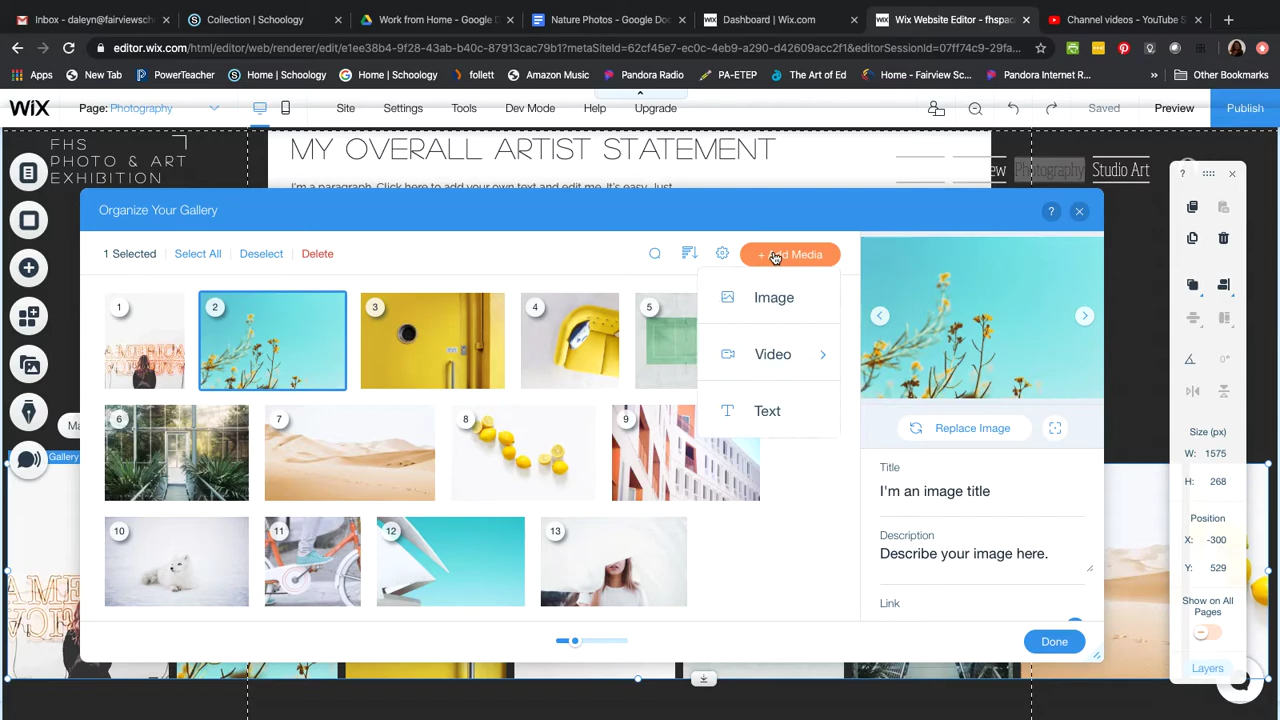 Inbox - daleyn@fairviewsch
Collection | Schoology
Work from Home - Google D
Nature Photos - Google Doc
Dashboard | Wix.com
Wix Website Editor - fhspac
Channel videos - YouTube S
editor.wix.com/html/editor/web/renderer/edit/e1ee38b4-9f28-43ab-b40c-87913cac79b1?metaSiteId=62cf45e7-ec0c-4eb9-a290-d42609acc2f1&editorSessionId=07ff74c9-29fa...
Apps
New Tab
PowerTeacher
Home | Schoology
Home | Schoology
follett
Amazon Music
Pandora Radio
PA-ETEP
The Art of Ed
Home - Fairview Sc...
Pandora Internet R...
Other Bookmarks
WIX
Page: Photography
Site
Settings
Tools
Dev Mode
Help
Upgrade
Saved
Preview
Publish
FHS
PHOTO & ART
EXHIBITION
MY OVERALL ARTIST STATEMENT
I'm a paragraph. Click here to add your own text and edit me. It's easy. Just
Photography
Studio Art
Organize Your Gallery
1 Selected
Select All
Deselect
Delete
+ Add Media
Image
Video
Text
1
2
3
4
5
6
7
8
9
10
11
12
13
Replace Image
Title
I'm an image title
Description
Describe your image here.
Link
Done
Gallery
Size (px)
W: 1575
H: 268
Position
X: -300
Y: 529
0°
Show on All
Pages
Layers